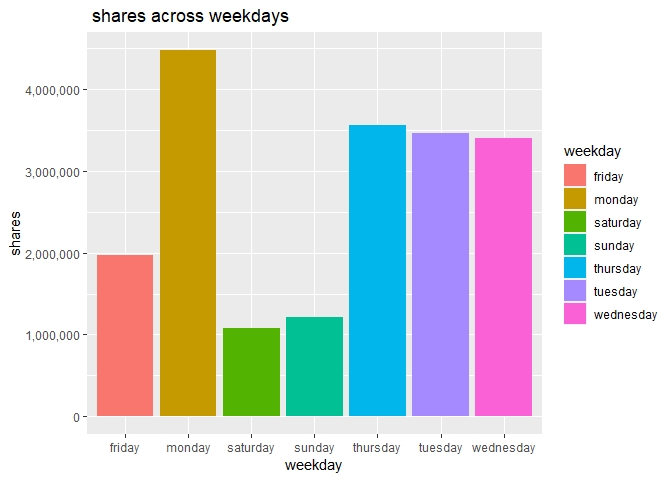 shares across weekdays
4,000,000
3,000,000
2,000,000
1,000,000
0
shares
friday monday saturday sunday thursday tuesday wednesday
weekday
weekday
friday
monday
saturday
sunday
thursday
tuesday
wednesday